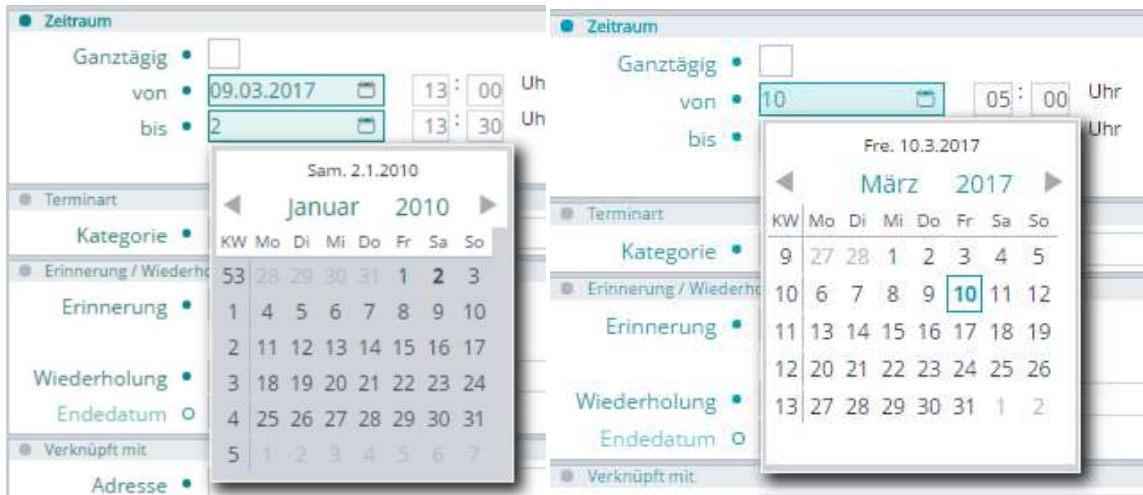 Zeitraum
Ganztägig
von 09.03.2017 13 : 00 Uh
bis 2 13 : 30 Uh
Sam. 2.1.2010
Januar 2010
KW Mo Di Mi Do Fr Sa So
53 28 29 30 31 1 2 3
1 4 5 6 7 8 9 10
2 11 12 13 14 15 16 17
3 18 19 20 21 22 23 24
4 25 26 27 28 29 30 31
5 1 2 3 4 5 6 7
Terminart
Kategorie
Erinnerung / Wiederho
Erinnerung
Wiederholung
Endedatum
Verknüpft mit
Adresse
Zeitraum
Ganztägig
von 10 05 : 00 Uhr
bis Uhr
Fre. 10.3.2017
März 2017
KW Mo Di Mi Do Fr Sa So
9 27 28 1 2 3 4 5
10 6 7 8 9 10 11 12
11 13 14 15 16 17 18 19
12 20 21 22 23 24 25 26
13 27 28 29 30 31 1 2
Terminart
Kategorie
Erinnerung / Wiederho
Erinnerung
Wiederholung
Endedatum
Verknüpft mit